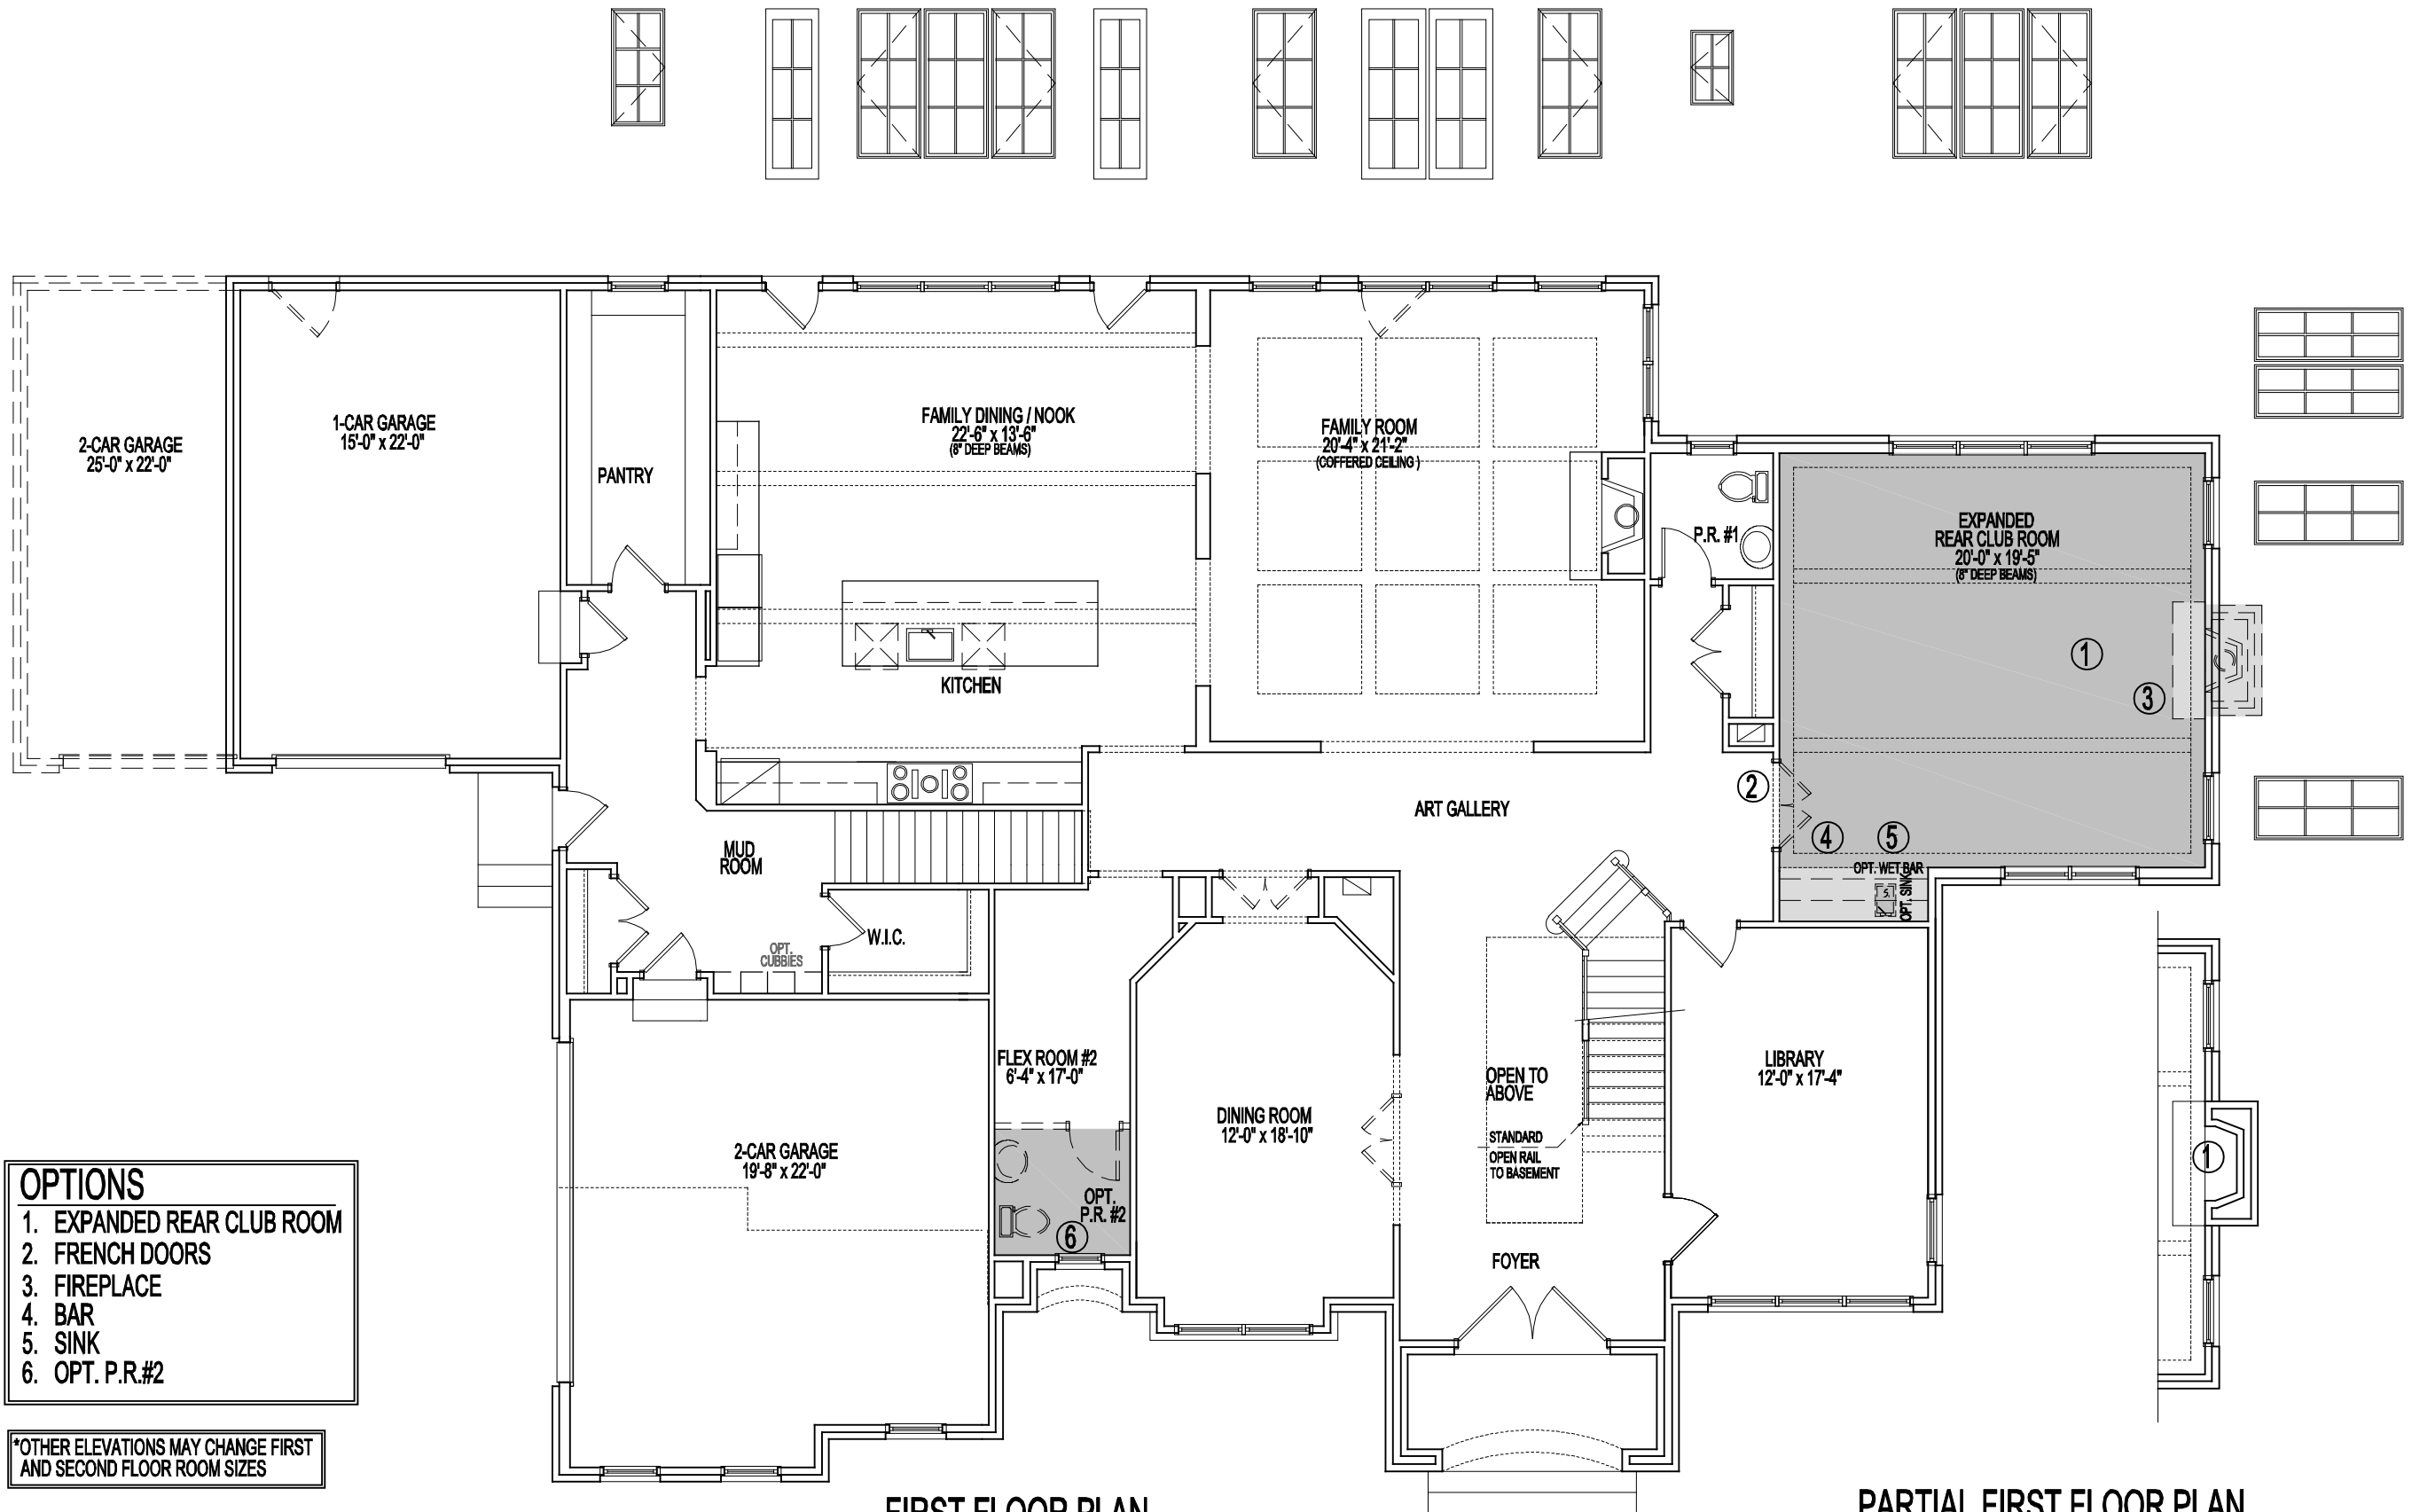 2-CAR GARAGE
25'-0" x 22'-0"
1-CAR GARAGE
15'-0" x 22'-0"
PANTRY
FAMILY DINING / NOOK
22'-6" x 13'-6"
(8" DEEP BEAMS)
FAMILY ROOM
20'-4" x 21'-2"
(COFFERED CEILING )
P.R. #1
EXPANDED
REAR CLUB ROOM
20'-0" x 19'-5"
(8" DEEP BEAMS)
1
3
KITCHEN
2
ART GALLERY
4
5
OPT. WET BAR
OPT. SINK
S.
MUD
ROOM
W.I.C.
OPT.
CUBBIES
FLEX ROOM #2
6'-4" x 17'-0"
DINING ROOM
12'-0" x 18'-10"
OPEN TO
ABOVE
STANDARD
OPEN RAIL
TO BASEMENT
LIBRARY
12'-0" x 17'-4"
2-CAR GARAGE
19'-8" x 22'-0"
OPT.
P.R. #2
6
FOYER
1
OPTIONS
1. EXPANDED REAR CLUB ROOM
2. FRENCH DOORS
3. FIREPLACE
4. BAR
5. SINK
6. OPT. P.R.#2
*OTHER ELEVATIONS MAY CHANGE FIRST
AND SECOND FLOOR ROOM SIZES
FIRST FLOOR PLAN
PARTIAL FIRST FLOOR PLAN